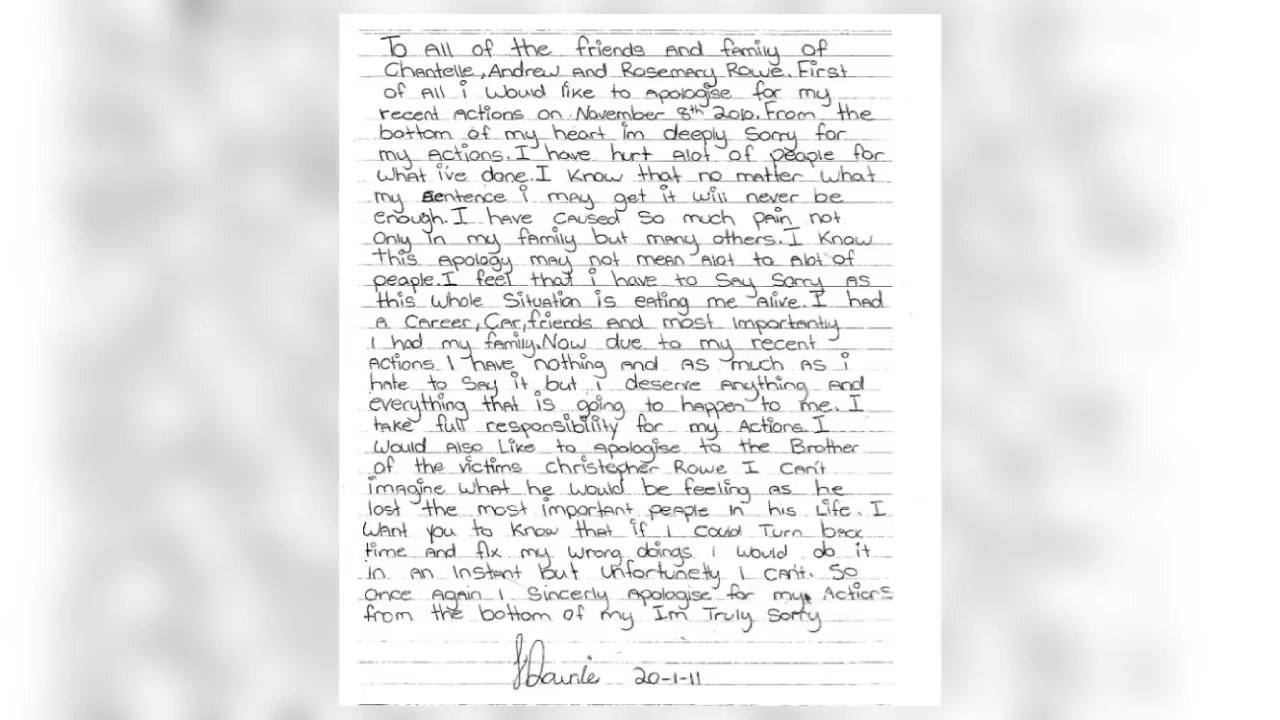 To All of the friends and family of
Chantelle, Andrew And Rosemary Rowe. First
of All i would like to Apologise for my
recent Actions on November 8th 2010. From the
bottom of my heart im deeply Sorry for
my Actions. I have hurt Alot of people for
what i've done. I know that no matter what
my sentence i may get it will never be
enough. I have caused so much pain not
Only in my family but many others. I know
this Apology may not mean Alot to Alot of
people. I feel that i have to Say Sorry As
this whole Situation is eating me Alive. I had
A Career, Car, friends And most importantly
I had my family. Now due to my recent
Actions I have nothing and As much As i
hate to Say it but i deserve Anything And
everything that is going to happen to me. I
take full responsibility for my Actions. I
would Also Like to Apologise to the Brother
of the victims Christopher Rowe I Can't
imagine what he would be feeling as he
lost the most important people in his Life. I
want you to know that if I could Turn back
time And fix my wrong doings I would do it
in an instant but unfortunetly I can't. So
once Again I Sincerly Apologise for my Actions
from the bottom of my Im Truly Sorry
20-1-11